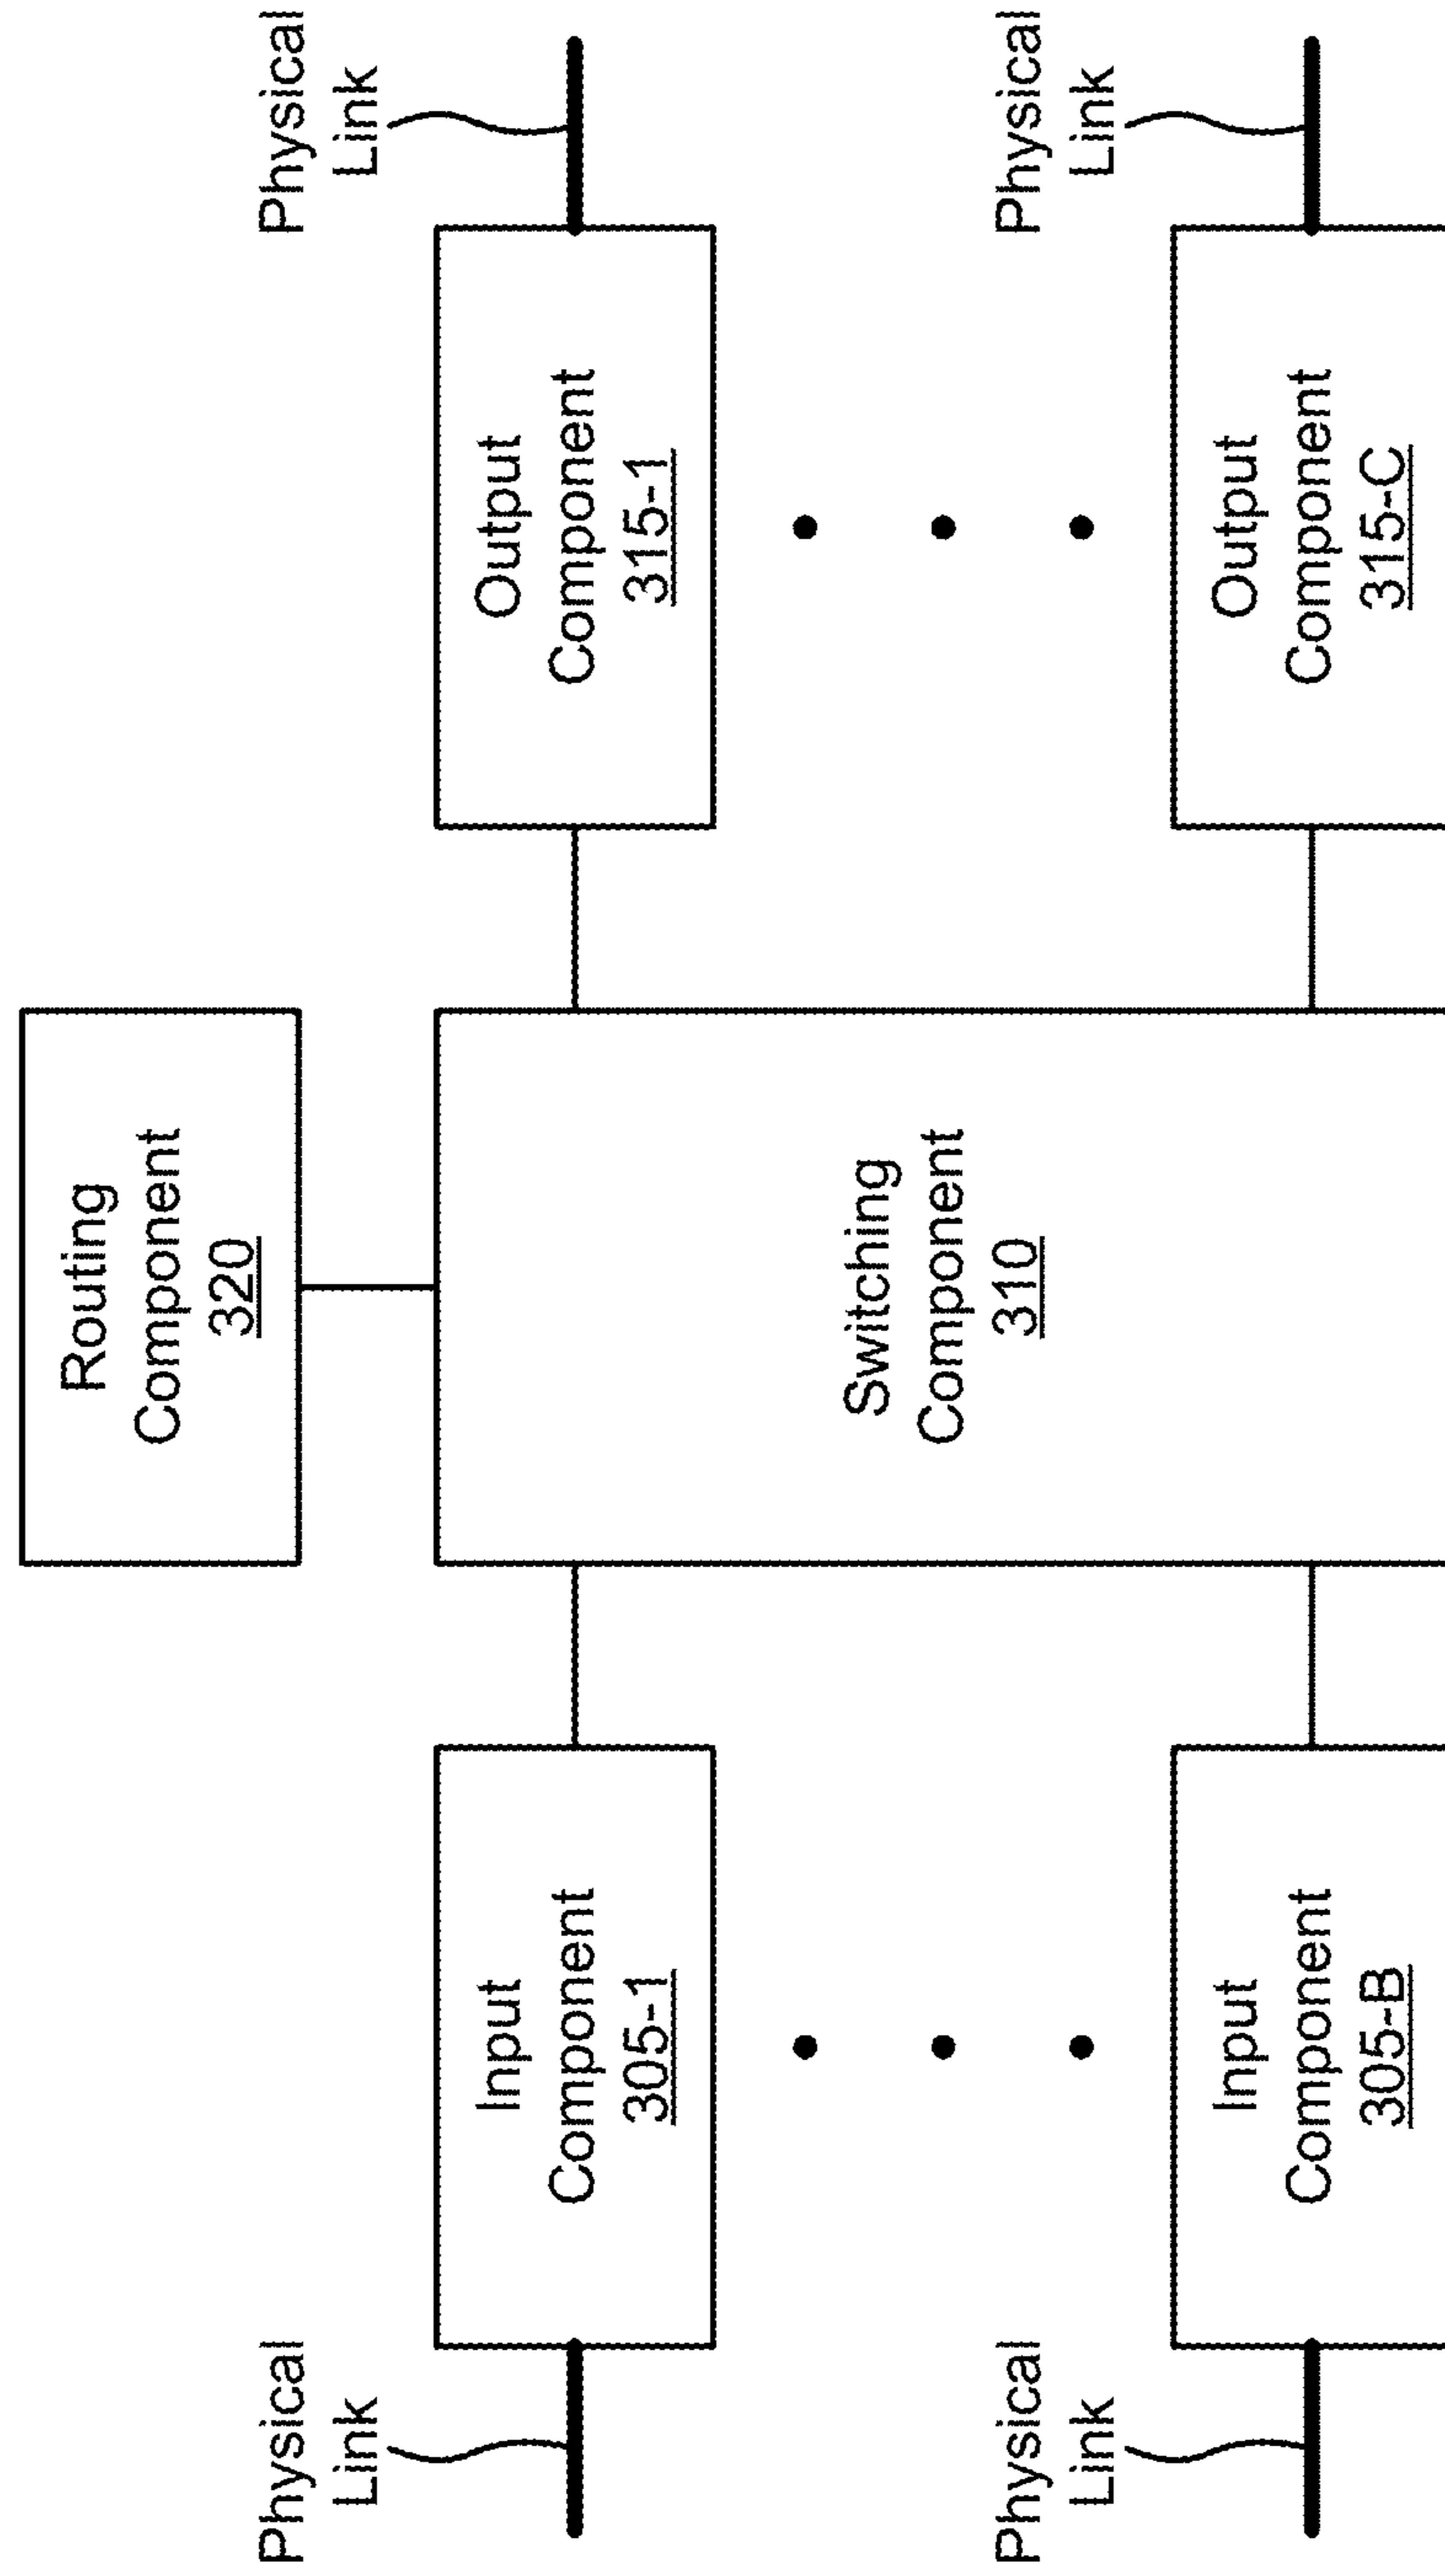 Routing
Component
320
Physical
Link
Input
Component
305-1
Switching
Component
310
Output
Component
315-1
Physical
Link
Physical
Link
Input
Component
305-B
Output
Component
315-C
Physical
Link